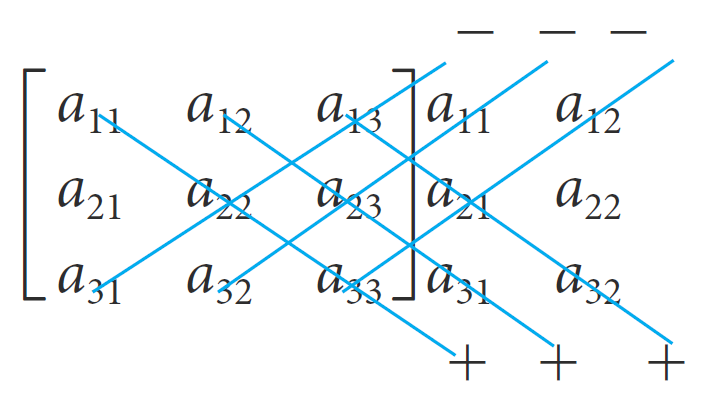 − − −
[ a₁₁ a₁₂ a₁₃ ] a₁₁ a₁₂
a₂₁ a₂₂ a₂₃ a₂₁ a₂₂
a₃₁ a₃₂ a₃₃ a₃₁ a₃₂
+ + +